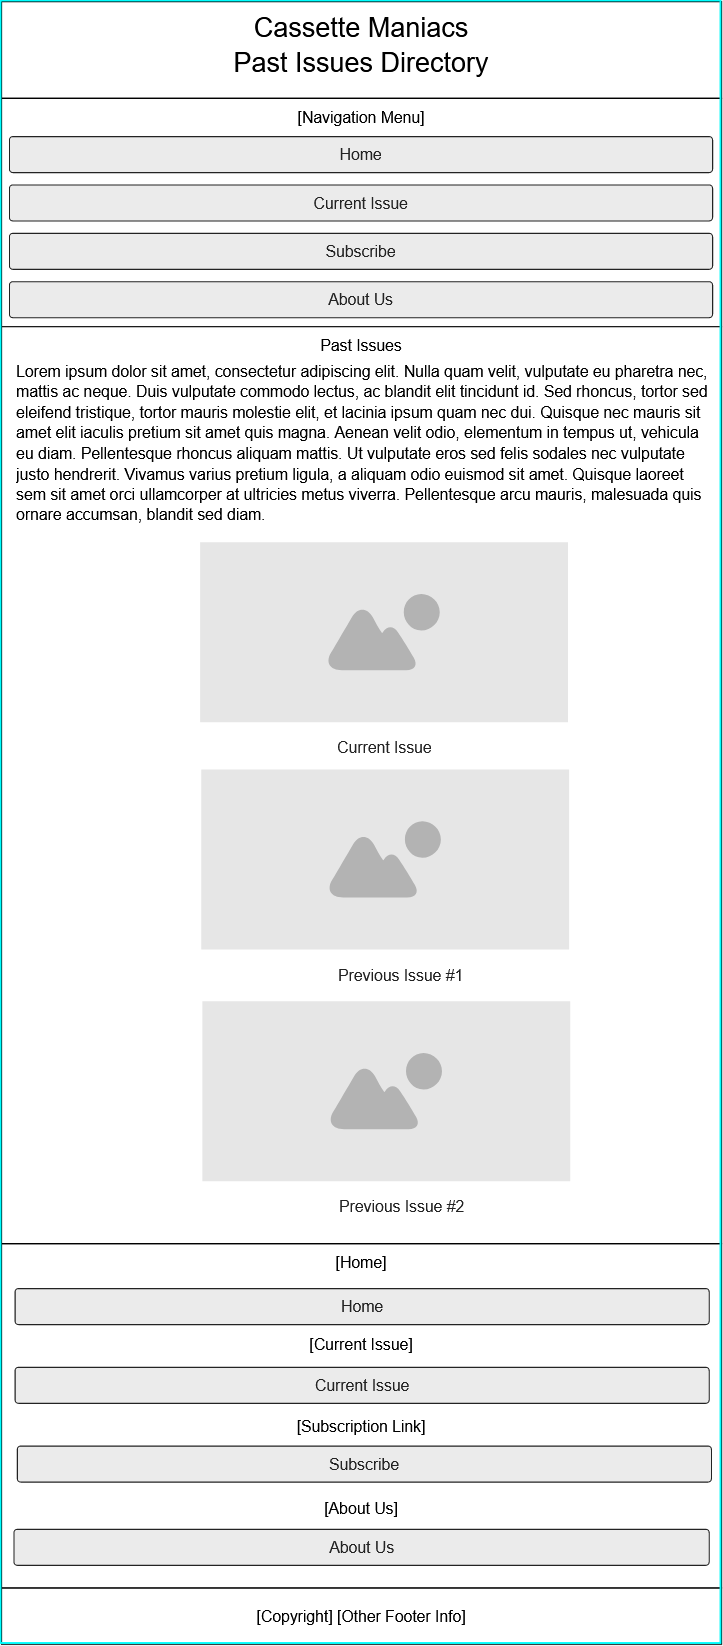 Cassette Maniacs
Past Issues Directory
[Navigation Menu]
Home
Current Issue
Subscribe
About Us
Past Issues
Lorem ipsum dolor sit amet, consectetur adipiscing elit. Nulla quam velit, vulputate eu pharetra nec,
mattis ac neque. Duis vulputate commodo lectus, ac blandit elit tincidunt id. Sed rhoncus, tortor sed
eleifend tristique, tortor mauris molestie elit, et lacinia ipsum quam nec dui. Quisque nec mauris sit
amet elit iaculis pretium sit amet quis magna. Aenean velit odio, elementum in tempus ut, vehicula
eu diam. Pellentesque rhoncus aliquam mattis. Ut vulputate eros sed felis sodales nec vulputate
justo hendrerit. Vivamus varius pretium ligula, a aliquam odio euismod sit amet. Quisque laoreet
sem sit amet orci ullamcorper at ultricies metus viverra. Pellentesque arcu mauris, malesuada quis
ornare accumsan, blandit sed diam.
Current Issue
Previous Issue #1
Previous Issue #2
[Home]
Home
[Current Issue]
Current Issue
[Subscription Link]
Subscribe
[About Us]
About Us
[Copyright] [Other Footer Info]